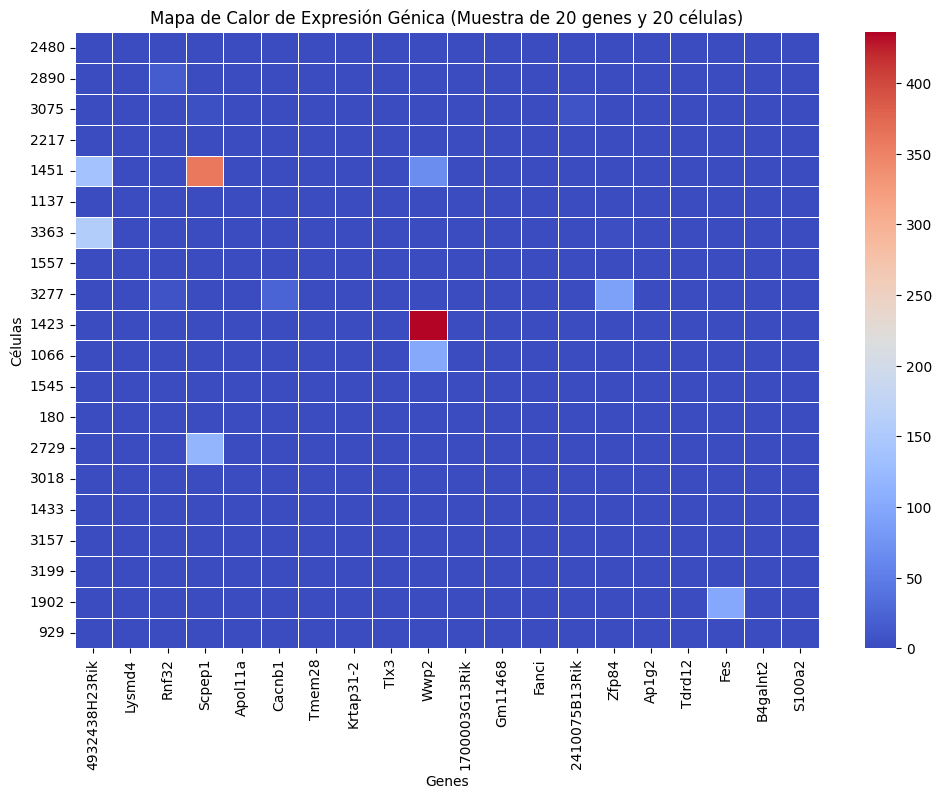 Mapa de Calor de Expresión Génica (Muestra de 20 genes y 20 células)
Células
2480
2890
3075
2217
1451
1137
3363
1557
3277
1423
1066
1545
180
2729
3018
1433
3157
3199
1902
929
4932438H23Rik
Lysmd4
Rnf32
Scpep1
Apol11a
Cacnb1
Tmem28
Krtap31-2
Tlx3
Wwp2
1700003G13Rik
Gm11468
Fanci
2410075B13Rik
Zfp84
Ap1g2
Tdrd12
Fes
B4galnt2
S100a2
Genes
400
350
300
250
200
150
100
50
0